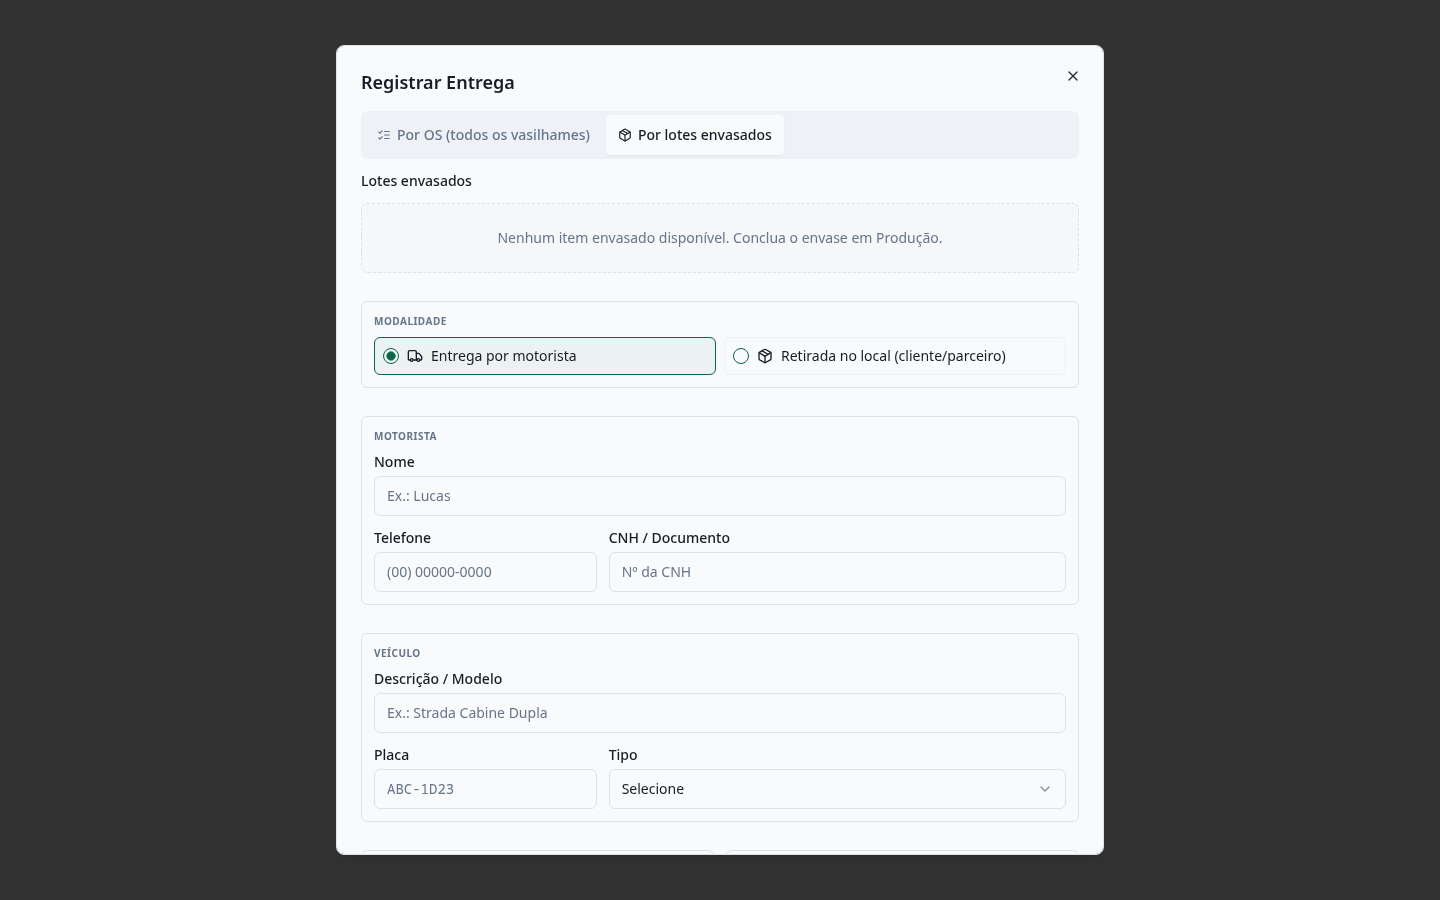 Registrar Entrega
Por OS (todos os vasilhames)
Por lotes envasados
Lotes envasados
Nenhum item envasado disponível. Conclua o envase em Produção.
MODALIDADE
Entrega por motorista
Retirada no local (cliente/parceiro)
MOTORISTA
Nome
Ex.: Lucas
Telefone
CNH / Documento
(00) 00000-0000
Nº da CNH
VEÍCULO
Descrição / Modelo
Ex.: Strada Cabine Dupla
Placa
Tipo
ABC-1D23
Selecione